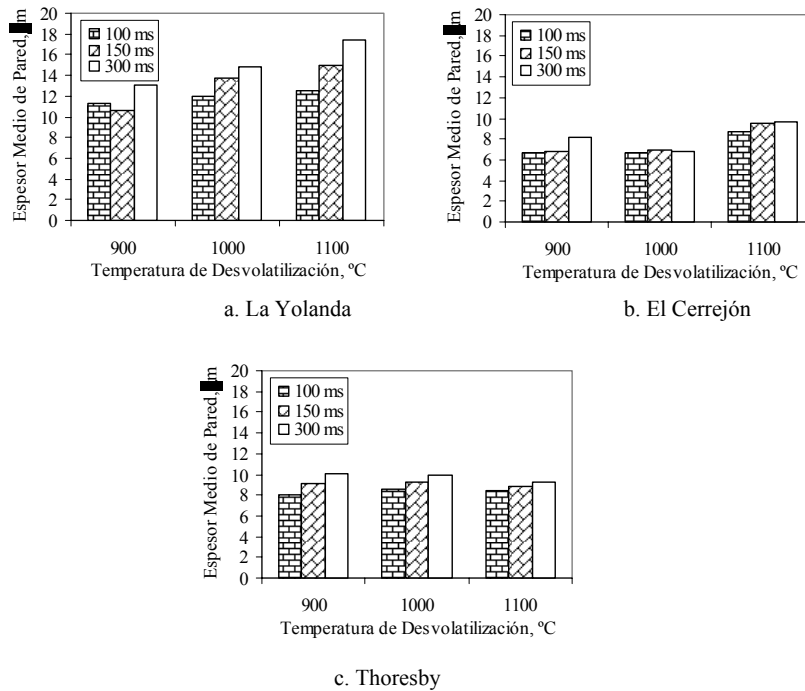 Espesor Medio de Pared, m
20
18
16
14
12
10
8
6
4
2
0
100 ms
150 ms
300 ms
900 1000 1100
Temperatura de Desvolatilización, ºC
a. La Yolanda
Espesor Medio de Pared, m
20
18
16
14
12
10
8
6
4
2
0
100 ms
150 ms
300 ms
900 1000 1100
Temperatura de Desvolatilización, ºC
b. El Cerrejón
Espesor Medio de Pared, m
20
18
16
14
12
10
8
6
4
2
0
100 ms
150 ms
300 ms
900 1000 1100
Temperatura de Desvolatilización, ºC
c. Thoresby